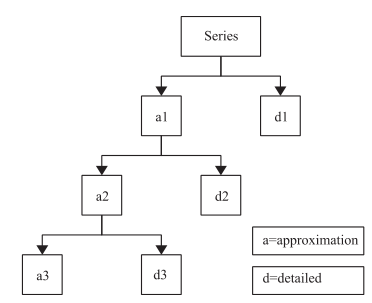 Series
a1
d1
a2
d2
a=approximation
a3
d3
d=detailed